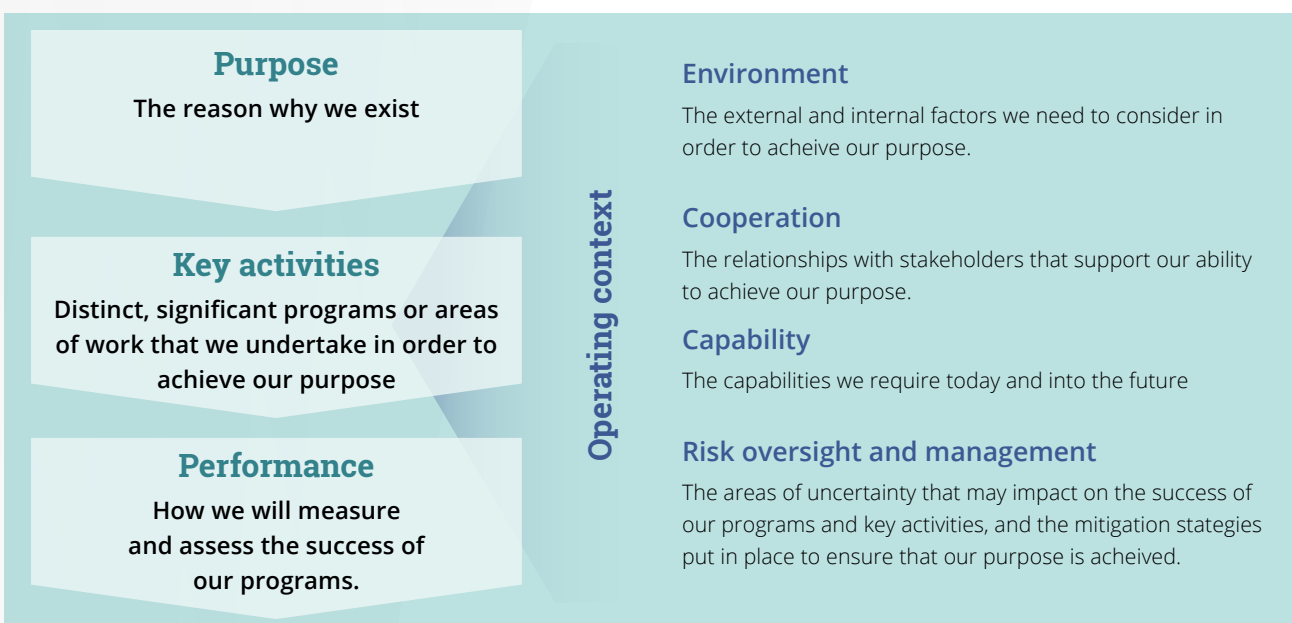 Purpose
The reason why we exist
Key activities
Distinct, significant programs or areas
of work that we undertake in order to
achieve our purpose
Performance
How we will measure
and assess the success of
our programs.
Operating context
Environment
The external and internal factors we need to consider in
order to acheive our purpose.
Cooperation
The relationships with stakeholders that support our ability
to achieve our purpose.
Capability
The capabilities we require today and into the future
Risk oversight and management
The areas of uncertainty that may impact on the success of
our programs and key activities, and the mitigation stategies
put in place to ensure that our purpose is acheived.